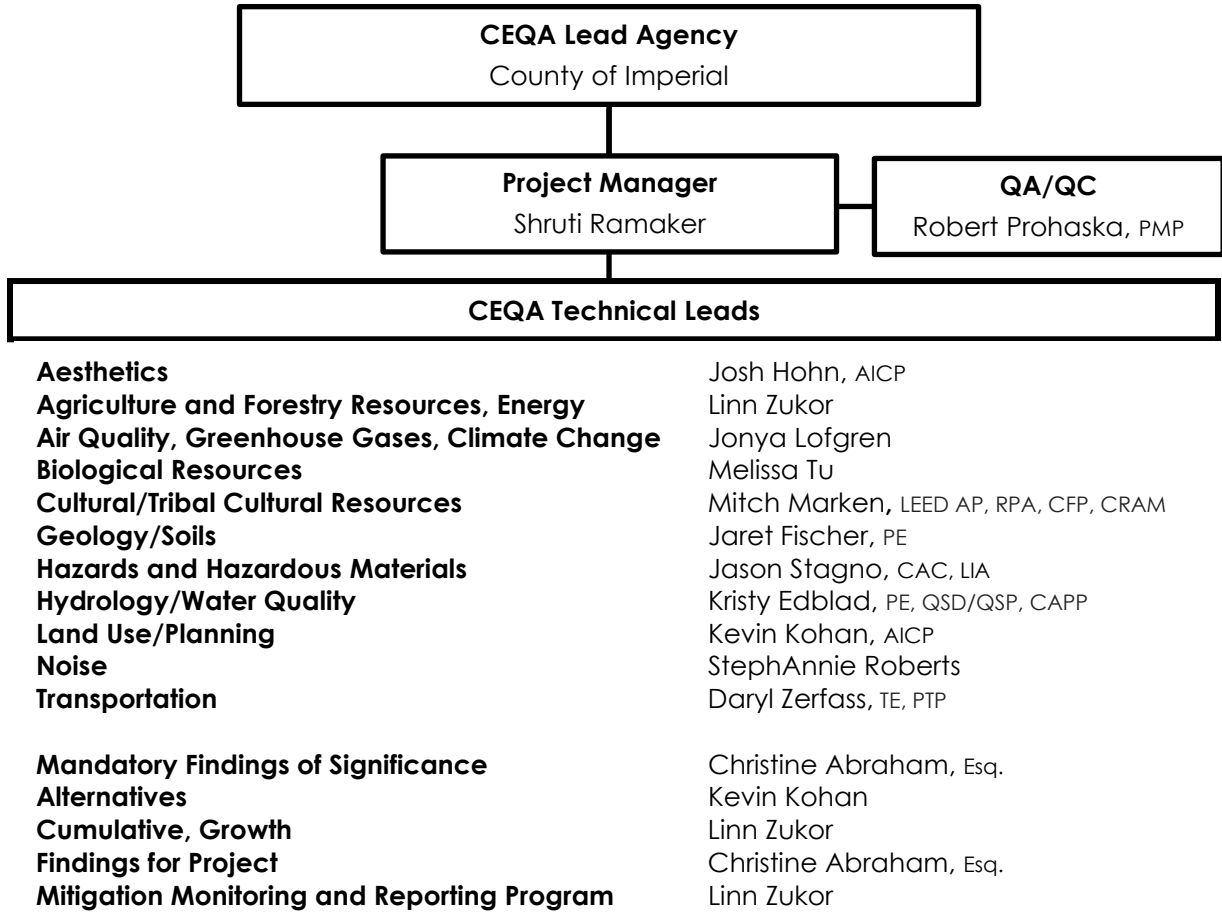 CEQA Lead Agency
County of Imperial
Project Manager
Shruti Ramaker
QA/QC
Robert Prohaska, PMP
CEQA Technical Leads
Aesthetics Josh Hohn, AICP
Agriculture and Forestry Resources, Energy Linn Zukor
Air Quality, Greenhouse Gases, Climate Change Jonya Lofgren
Biological Resources Melissa Tu
Cultural/Tribal Cultural Resources Mitch Marken, LEED AP, RPA, CFP, CRAM
Geology/Soils Jaret Fischer, PE
Hazards and Hazardous Materials Jason Stagno, CAC, LIA
Hydrology/Water Quality Kristy Edblad, PE, QSD/QSP, CAPP
Land Use/Planning Kevin Kohan, AICP
Noise StephAnnie Roberts
Transportation Daryl Zerfass, TE, PTP
Mandatory Findings of Significance Christine Abraham, Esq.
Alternatives Kevin Kohan
Cumulative, Growth Linn Zukor
Findings for Project Christine Abraham, Esq.
Mitigation Monitoring and Reporting Program Linn Zukor